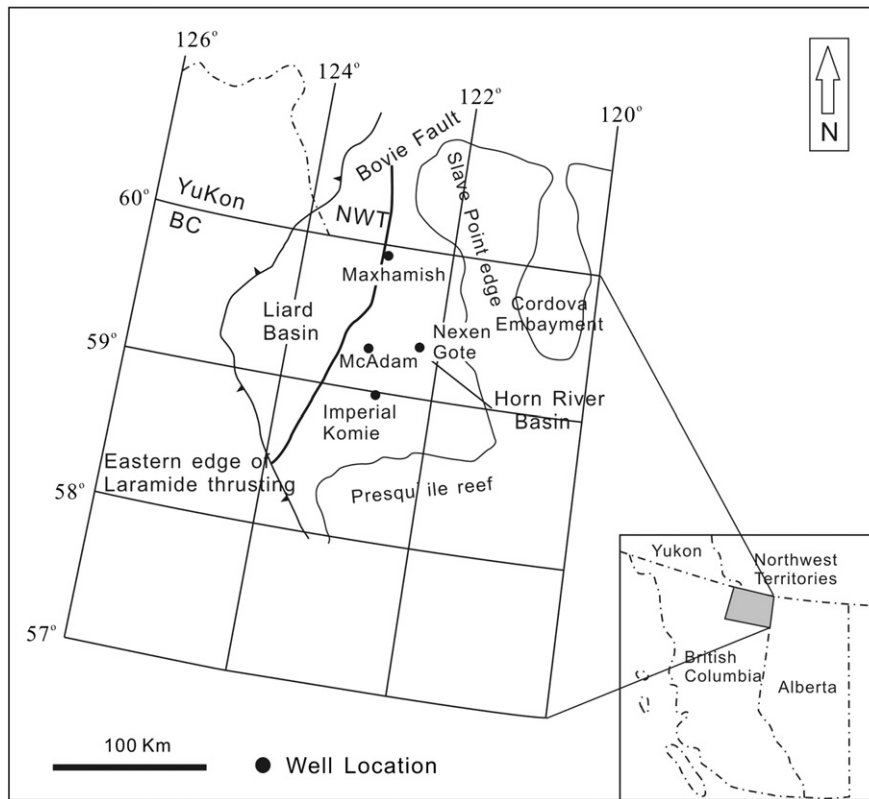 126°
124°
122°
120°
N
Bovie Fault
Slave Point edge
60°
YuKon
BC
NWT
Maxhamish
Liard
Basin
Cordova
Embayment
59°
Nexen
Gote
McAdam
Horn River
Basin
Imperial
Komie
Eastern edge of
Laramide thrusting
58°
Presqu' ile reef
57°
Yukon
Northwest
Territories
British
Columbia
Alberta
100 Km
Well Location